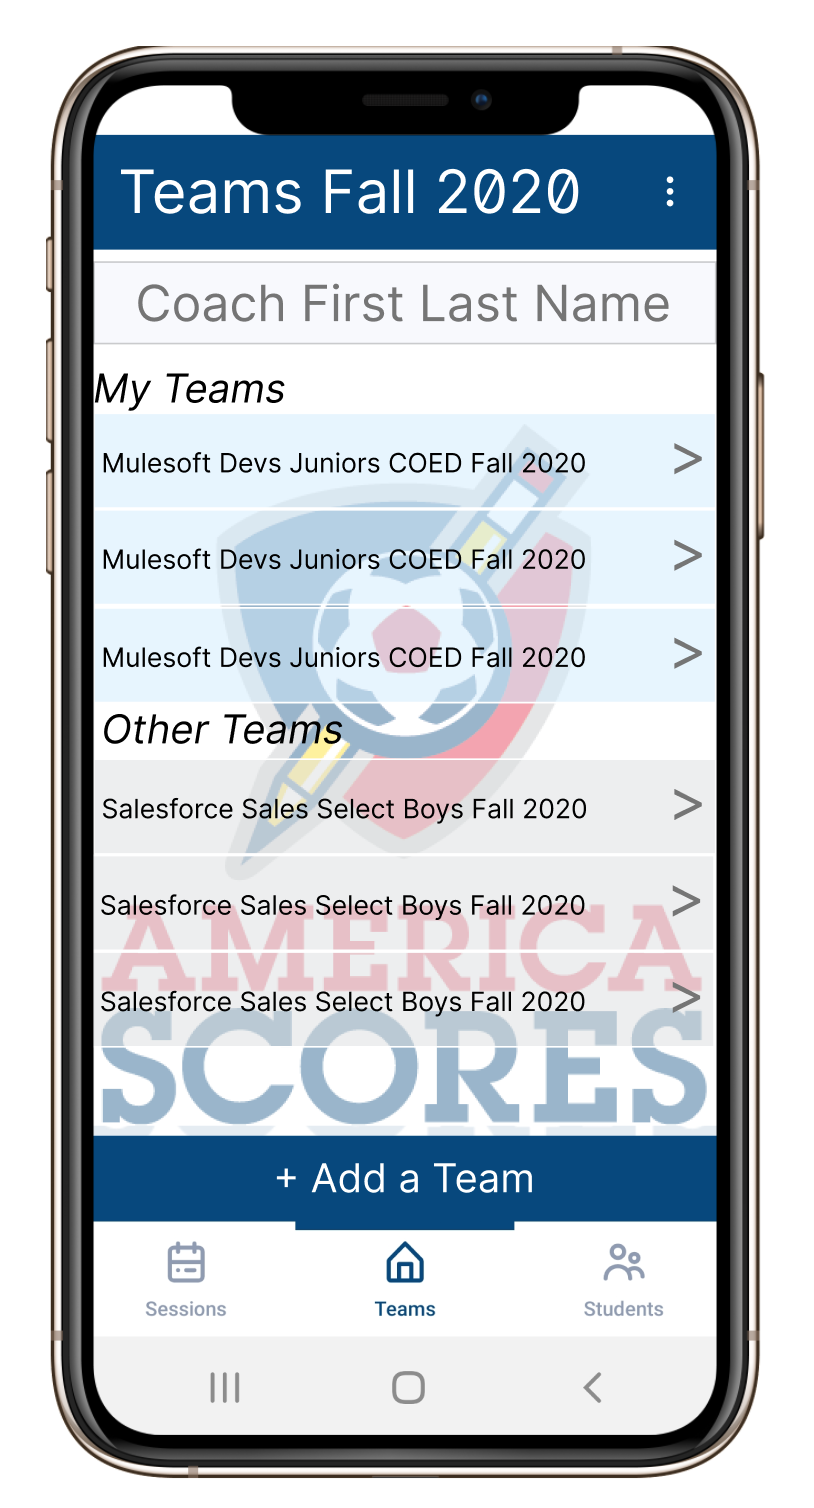 Teams Fall 2020
Coach First Last Name
My Teams
Mulesoft Devs Juniors COED Fall 2020 >
Mulesoft Devs Juniors COED Fall 2020 >
Mulesoft Devs Juniors COED Fall 2020 >
Other Teams
Salesforce Sales Select Boys Fall 2020 >
Salesforce Sales Select Boys Fall 2020 >
AMERICA
Salesforce Sales Select Boys Fall 2020 >
SCORES
+ Add a Team
Sessions Teams Students